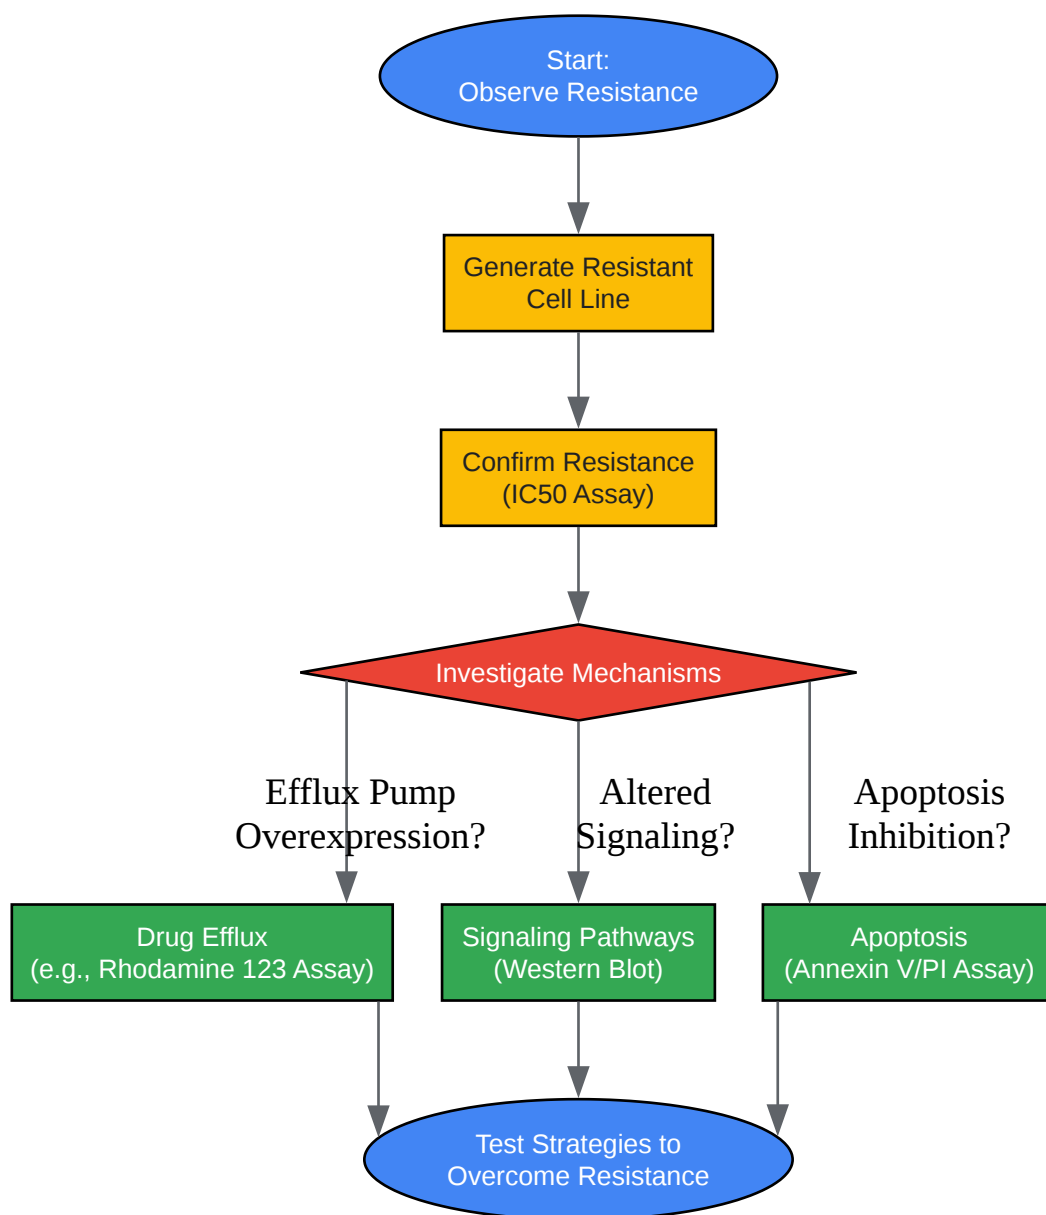 Start:
Observe Resistance
Generate Resistant
Cell Line
Confirm Resistance
(IC50 Assay)
Investigate Mechanisms
Efflux Pump
Overexpression?
Altered
Signaling?
Apoptosis
Inhibition?
Drug Efflux
(e.g., Rhodamine 123 Assay)
Signaling Pathways
(Western Blot)
Apoptosis
(Annexin V/PI Assay)
Test Strategies to
Overcome Resistance